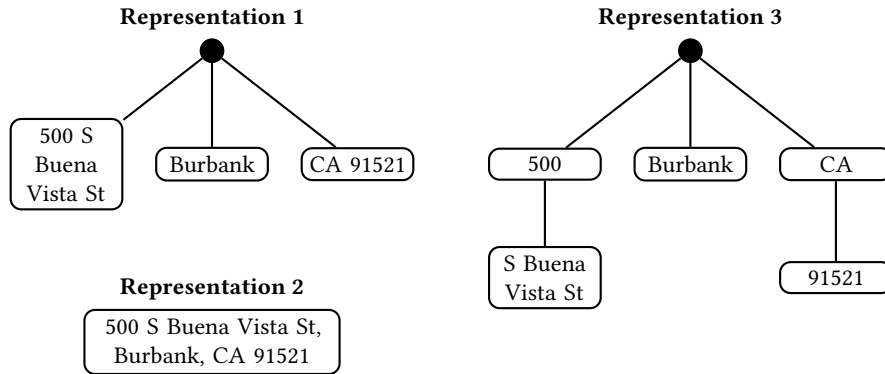 Representation 1
500 S
Buena
Vista St
Burbank
CA 91521
Representation 2
500 S Buena Vista St,
Burbank, CA 91521
Representation 3
500
Burbank
CA
S Buena
Vista St
91521